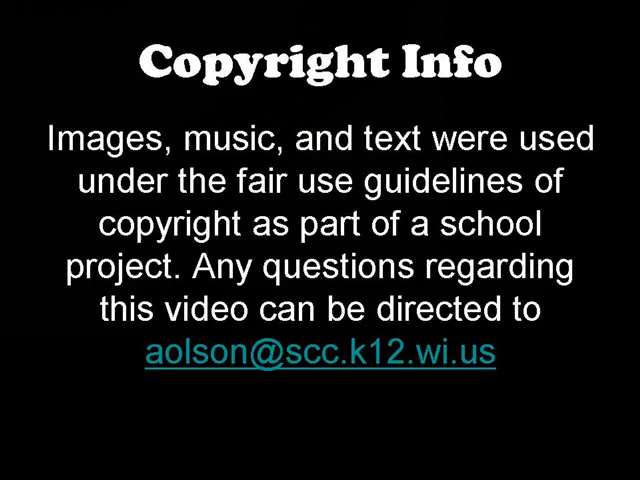 Copyright Info
Images, music, and text were used
under the fair use guidelines of
copyright as part of a school
project. Any questions regarding
this video can be directed to
aolson@scc.k12.wi.us